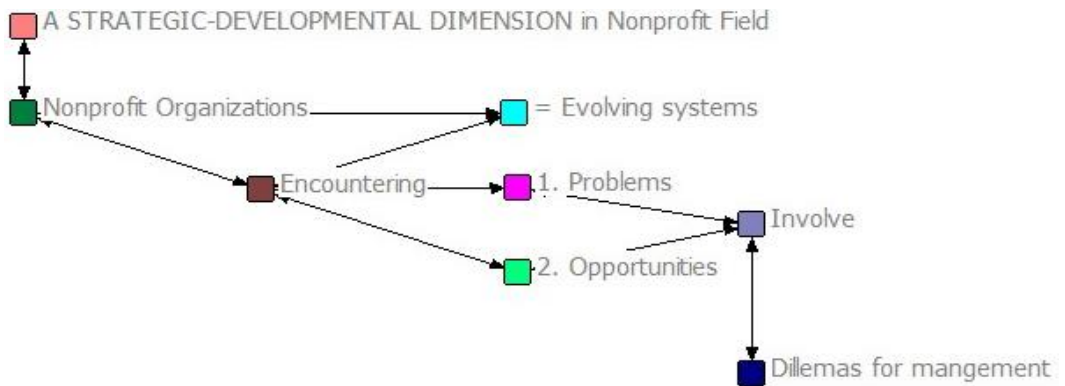 A STRATEGIC-DEVELOPMENTAL DIMENSION in Nonprofit Field
Nonprofit Organizations
= Evolving systems
Encountering
1. Problems
Involve
2. Opportunities
Dillemas for mangement